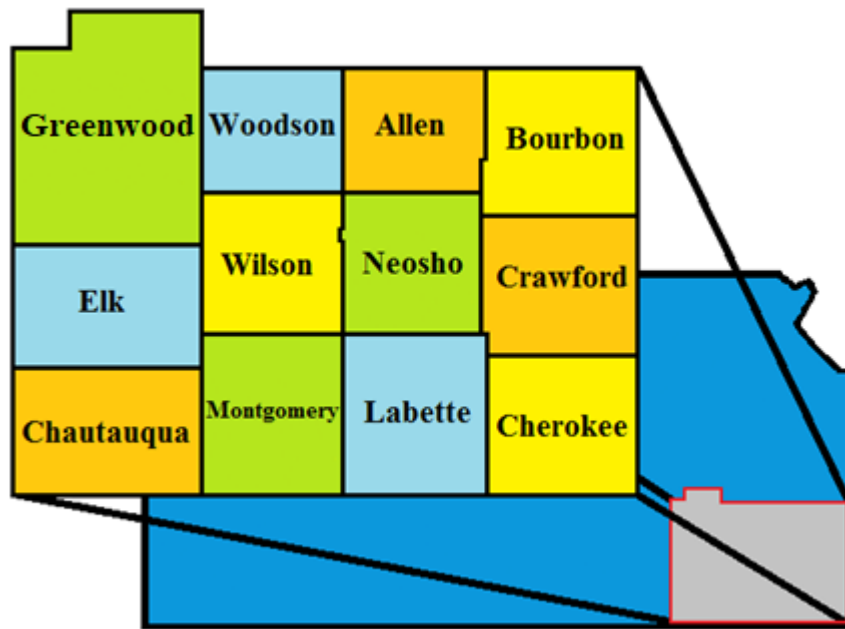 Greenwood
Woodson
Allen
Bourbon
Wilson
Neosho
Crawford
Elk
Chautauqua
Montgomery
Labette
Cherokee